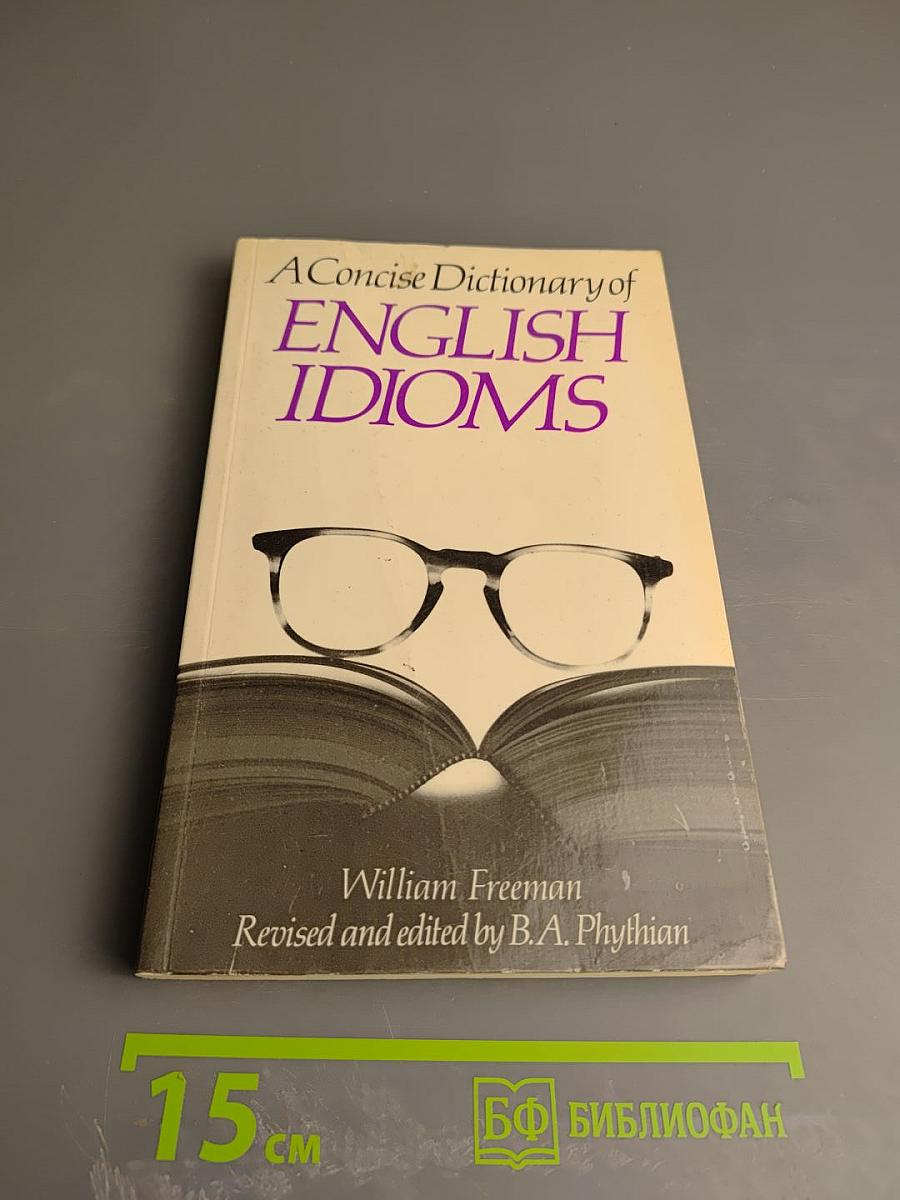 A Concise Dictionary of
ENGLISH
IDIOMS
William Freeman
Revised and edited by B.A. Phythian
15 см
БФ БИБЛИОФАН